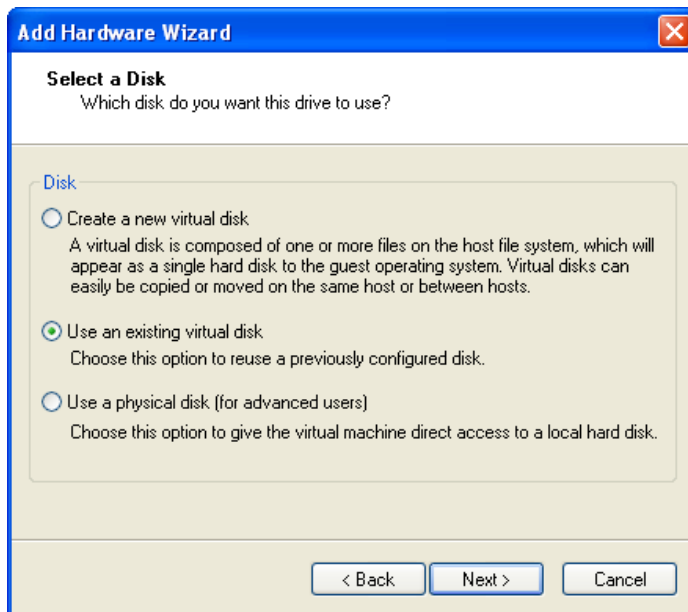 Add Hardware Wizard
Select a Disk
Which disk do you want this drive to use?
Disk
Create a new virtual disk
A virtual disk is composed of one or more files on the host file system, which will
appear as a single hard disk to the guest operating system. Virtual disks can
easily be copied or moved on the same host or between hosts.
Use an existing virtual disk
Choose this option to reuse a previously configured disk.
Use a physical disk (for advanced users)
Choose this option to give the virtual machine direct access to a local hard disk.
< Back Next > Cancel